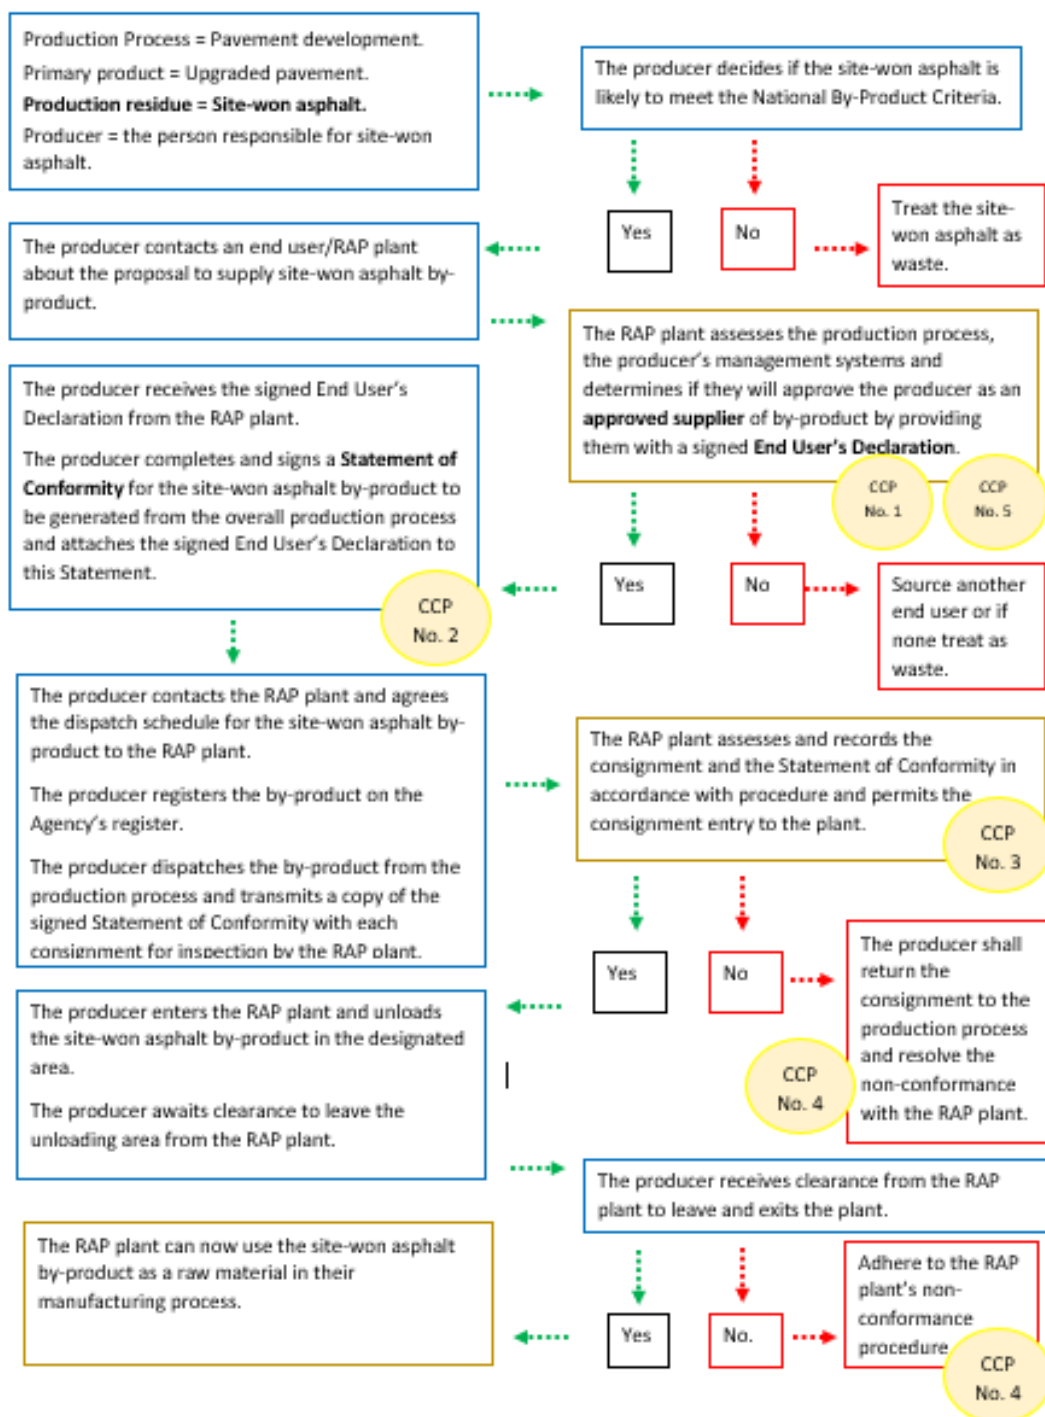 Production Process = Pavement development.
Primary product = Upgraded pavement.
Production residue = Site-won asphalt.
Producer = the person responsible for site-won
asphalt.
The producer decides if the site-won asphalt is
likely to meet the National By-Product Criteria.
Yes
No
Treat the site-
won asphalt as
waste.
The producer contacts an end user/RAP plant
about the proposal to supply site-won asphalt by-
product.
The RAP plant assesses the production process,
the producer's management systems and
determines if they will approve the producer as an
approved supplier of by-product by providing
them with a signed End User's Declaration.
CCP
No. 1
CCP
No. 5
Yes
No
Source another
end user or if
none treat as
waste.
The producer receives the signed End User's
Declaration from the RAP plant.
The producer completes and signs a Statement of
Conformity for the site-won asphalt by-product to
be generated from the overall production process
and attaches the signed End User's Declaration to
this Statement.
CCP
No. 2
The producer contacts the RAP plant and agrees
the dispatch schedule for the site-won asphalt by-
product to the RAP plant.
The producer registers the by-product on the
Agency's register.
The producer dispatches the by-product from the
production process and transmits a copy of the
signed Statement of Conformity with each
consignment for inspection by the RAP plant.
The RAP plant assesses and records the
consignment and the Statement of Conformity in
accordance with procedure and permits the
consignment entry to the plant.
CCP
No. 3
Yes
No
The producer shall
return the
consignment to the
production process
and resolve the
non-conformance
with the RAP plant.
CCP
No. 4
The producer enters the RAP plant and unloads
the site-won asphalt by-product in the designated
area.
The producer awaits clearance to leave the
unloading area from the RAP plant.
The producer receives clearance from the RAP
plant to leave and exits the plant.
Yes
No.
Adhere to the RAP
plant's non-
conformance
procedure
CCP
No. 4
The RAP plant can now use the site-won asphalt
by-product as a raw material in their
manufacturing process.